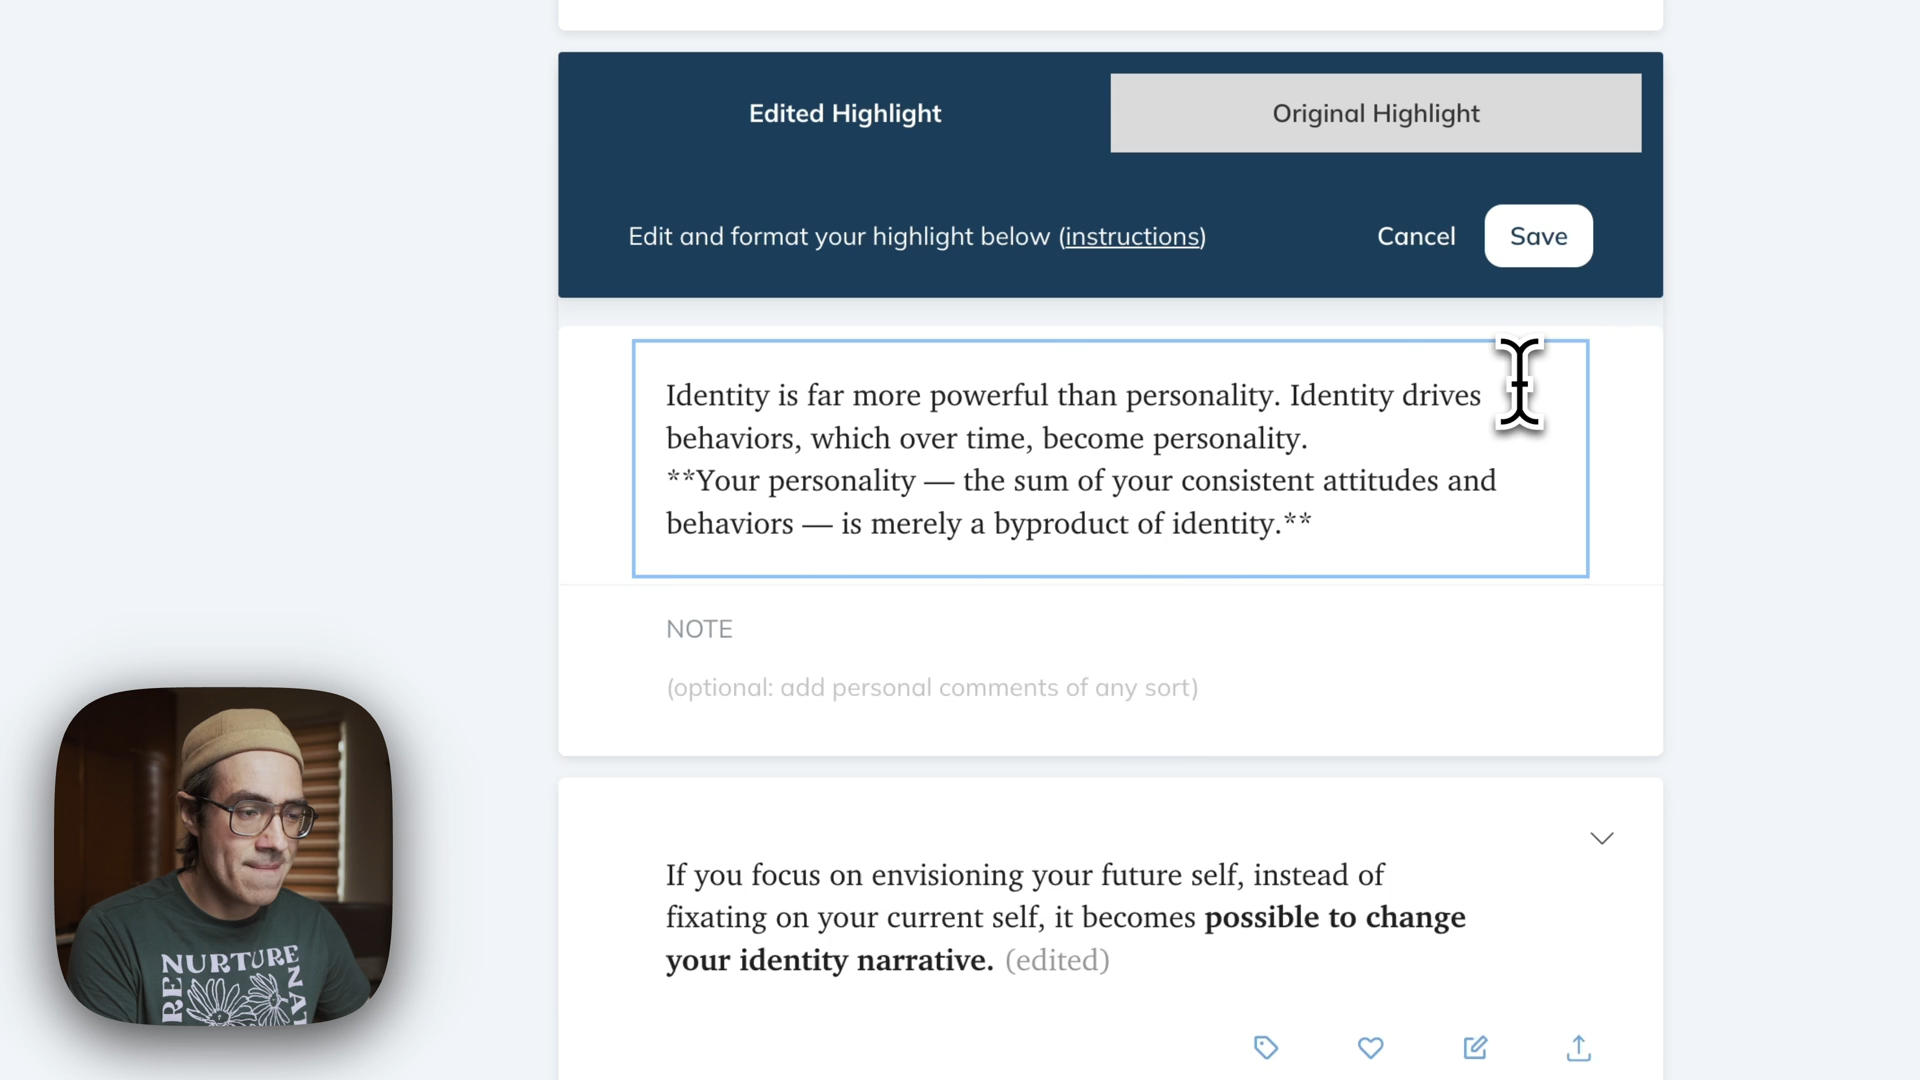 Edited Highlight
Original Highlight
Edit and format your highlight below (instructions)
Cancel
Save
Identity is far more powerful than personality. Identity drives
behaviors, which over time, become personality.
**Your personality — the sum of your consistent attitudes and
behaviors — is merely a byproduct of identity.**
NOTE
(optional: add personal comments of any sort)
If you focus on envisioning your future self, instead of
fixating on your current self, it becomes possible to change
your identity narrative. (edited)
NURTURE
RE
NAT